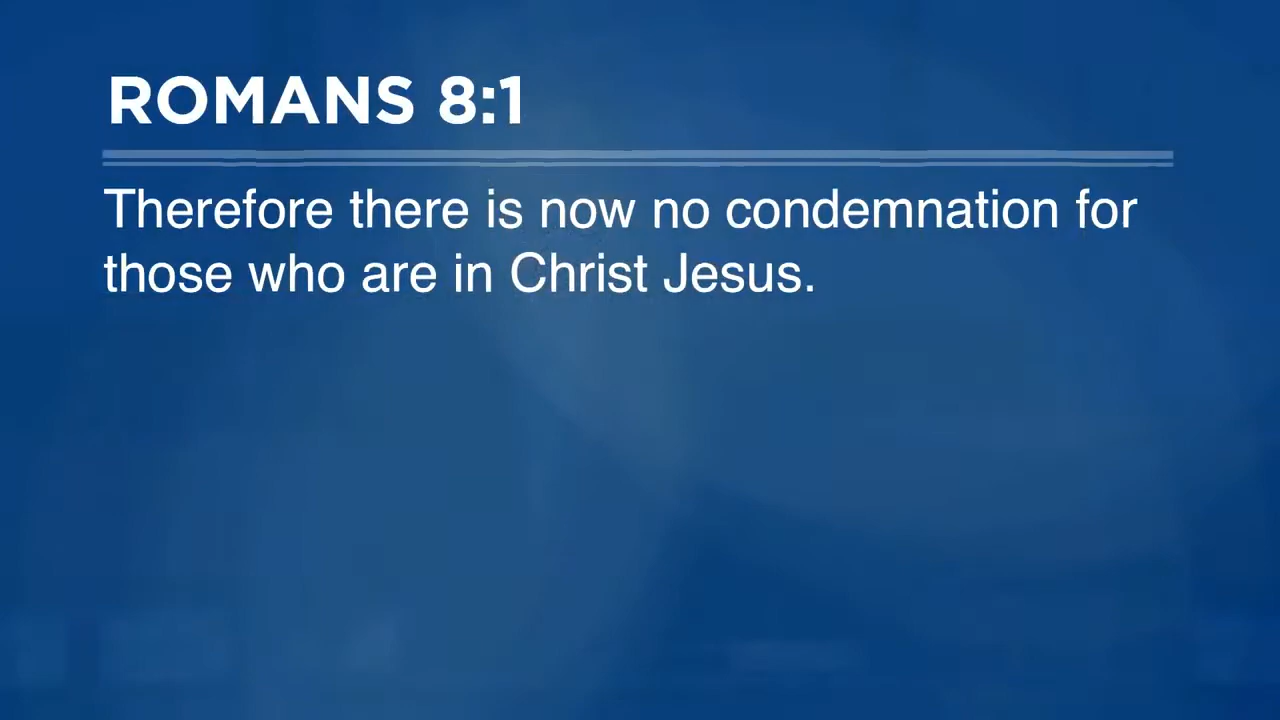 ROMANS 8:1
Therefore there is now no condemnation for
those who are in Christ Jesus.